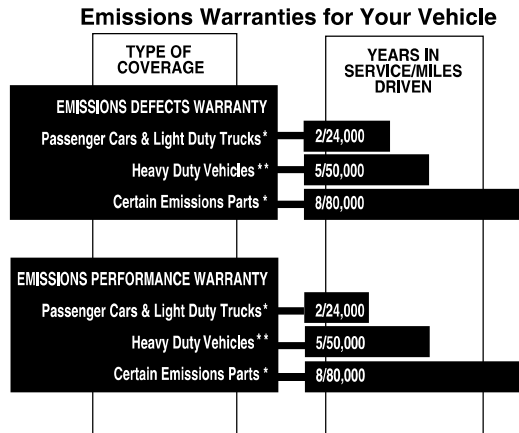 Emissions Warranties for Your Vehicle
TYPE OF
COVERAGE
YEARS IN
SERVICE/MILES
DRIVEN
EMISSIONS DEFECTS WARRANTY
Passenger Cars & Light Duty Trucks* 2/24,000
Heavy Duty Vehicles** 5/50,000
Certain Emissions Parts * 8/80,000
EMISSIONS PERFORMANCE WARRANTY
Passenger Cars & Light Duty Trucks* 2/24,000
Heavy Duty Vehicles** 5/50,000
Certain Emissions Parts * 8/80,000